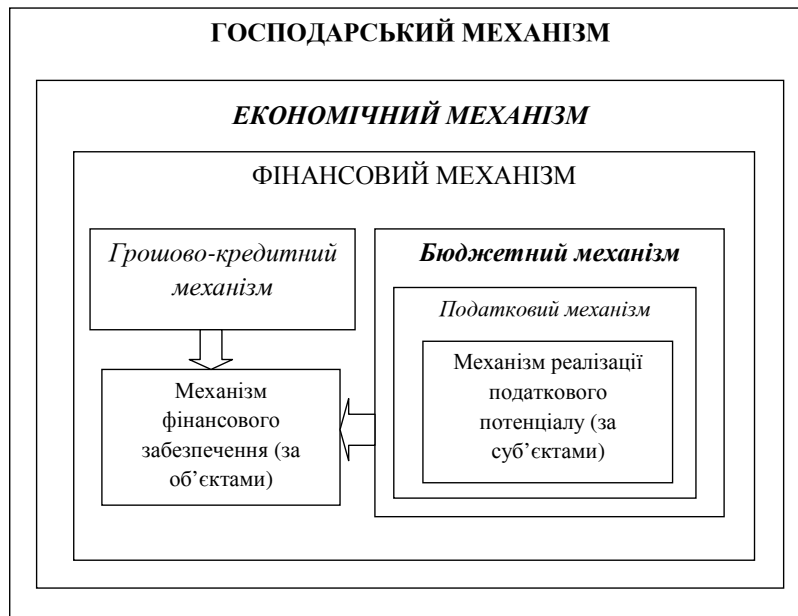 ГОСПОДАРСЬКИЙ МЕХАНІЗМ
ЕКОНОМІЧНИЙ МЕХАНІЗМ
ФІНАНСОВИЙ МЕХАНІЗМ
Грошово-кредитний
механізм
Механізм
фінансового
забезпечення (за
об’єктами)
Бюджетний механізм
Податковий механізм
Механізм реалізації
податкового
потенціалу (за
суб’єктами)